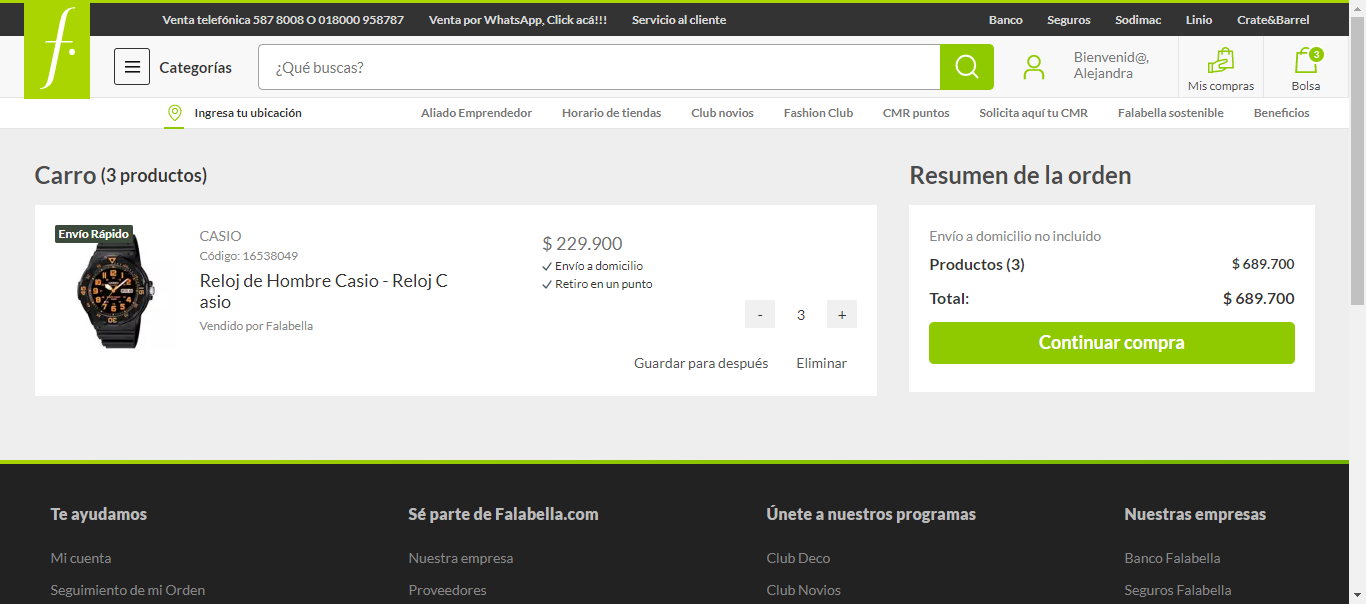 Venta telefónica 587 8008 O 018000 958787 Venta por WhatsApp, Click acá!!! Servicio al cliente Banco Seguros Sodimac Linio Crate&Barrel
f.
Categorías
¿Qué buscas?
Bienvenid@,
Alejandra
Mis compras
3
Bolsa
Ingresa tu ubicación Aliado Emprendedor Horario de tiendas Club novios Fashion Club CMR puntos Solicita aquí tu CMR Falabella sostenible Beneficios
Carro (3 productos)
Envío Rápido
CASIO
Código: 16538049
Reloj de Hombre Casio - Reloj C
asio
Vendido por Falabella
$ 229.900
Envío a domicilio
Retiro en un punto
- 3 +
Guardar para después Eliminar
Resumen de la orden
Envío a domicilio no incluido
Productos (3) $ 689.700
Total: $ 689.700
Continuar compra
Te ayudamos Sé parte de Falabella.com Únete a nuestros programas Nuestras empresas
Mi cuenta Nuestra empresa Club Deco Banco Falabella
Seguimiento de mi Orden Proveedores Club Novios Seguros Falabella